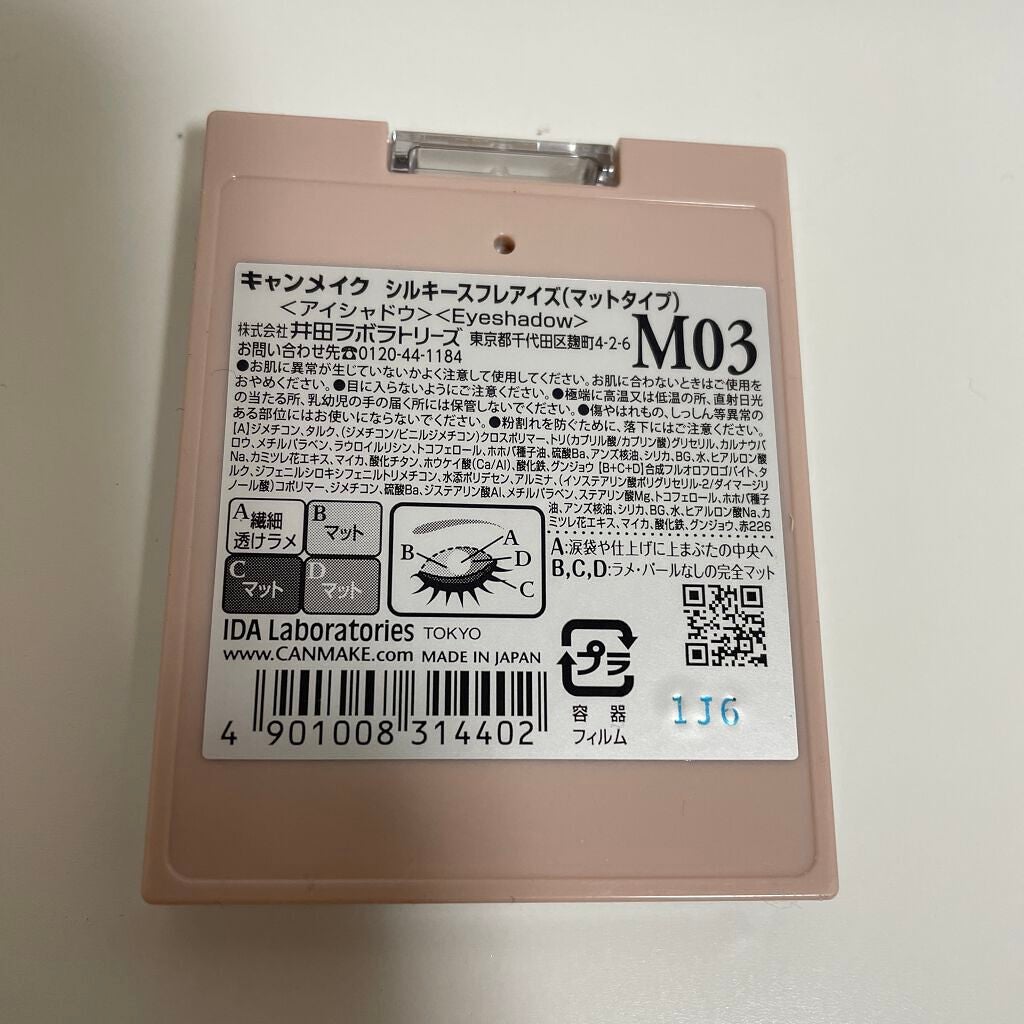 キャンメイク シルキースフレアイズ(マットタイプ)
<アイシャドウ><Eyeshadow>
株式会社 井田ラボラトリーズ 東京都千代田区麹町4-2-6
M03
お問い合わせ先☎0120-44-1184
●お肌に異常が生じていないかよく注意して使用してください。お肌に合わないときはご使用を
おやめください。●目に入らないようにご注意ください。●極端に高温又は低温の所、直射日光
の当たる所、乳幼児の手の届く所には保管しないでください。●傷やはれもの、しっしん等異常の
ある部位にはお使いにならないでください。●粉割れを防ぐために、落下にはご注意ください。
【A】ジメチコン、タルク、(ジメチコン/ビニルジメチコン)クロスポリマー、トリ(カプリル酸/カプリン酸)グリセリル、カルナウバ
ロウ、メチルパラベン、ラウロイルリシン、トコフェロール、ホホバ種子油、硫酸Ba、アンズ核油、シリカ、BG、水、ヒアルロン酸
Na、カミツレ花エキス、マイカ、酸化チタン、ホウケイ酸(Ca/Al)、酸化鉄、グンジョウ【B+C+D】合成フルオロフロゴパイト、タ
ルク、ジフェニルシロキシフェニルトリメチコン、水添ポリデセン、アルミナ、(イソステアリン酸ポリグリセリル-2/ダイマージリ
ノール酸)コポリマー、ジメチコン、硫酸Ba、ジステアリン酸Al、メチルパラベン、ステアリン酸Mg、トコフェロール、ホホバ種子
油、アンズ核油、シリカ、BG、水、ヒアルロン酸Na、カ
ミツレ花エキス、マイカ、酸化鉄、グンジョウ、赤226
A 繊細
透けラメ
B
マット
C
マット
D
マット
A
B
D
C
A:涙袋や仕上げに上まぶたの中央へ
B,C,D:ラメ・パールなしの完全マット
IDA Laboratories TOKYO
www.CANMAKE.com MADE IN JAPAN
4 901008 314402
プラ
容器
フィルム
1J6